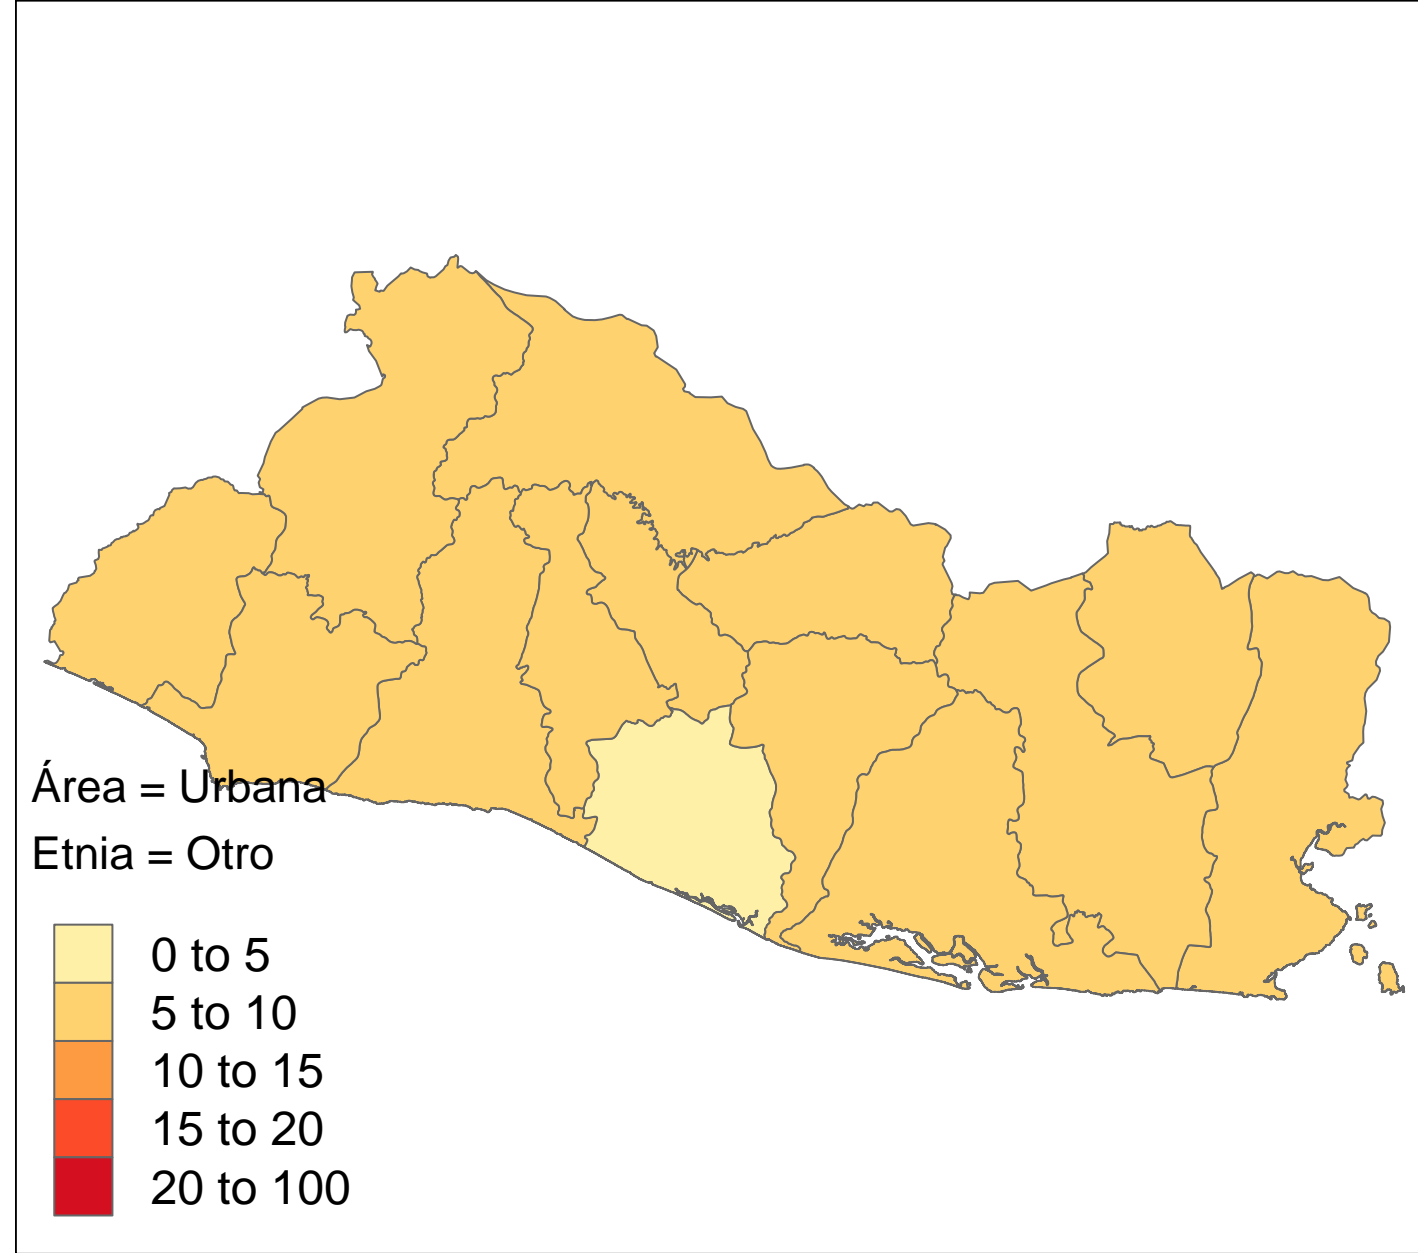 Área = Urbana
Etnia = Otro
0 to 5
5 to 10
10 to 15
15 to 20
20 to 100